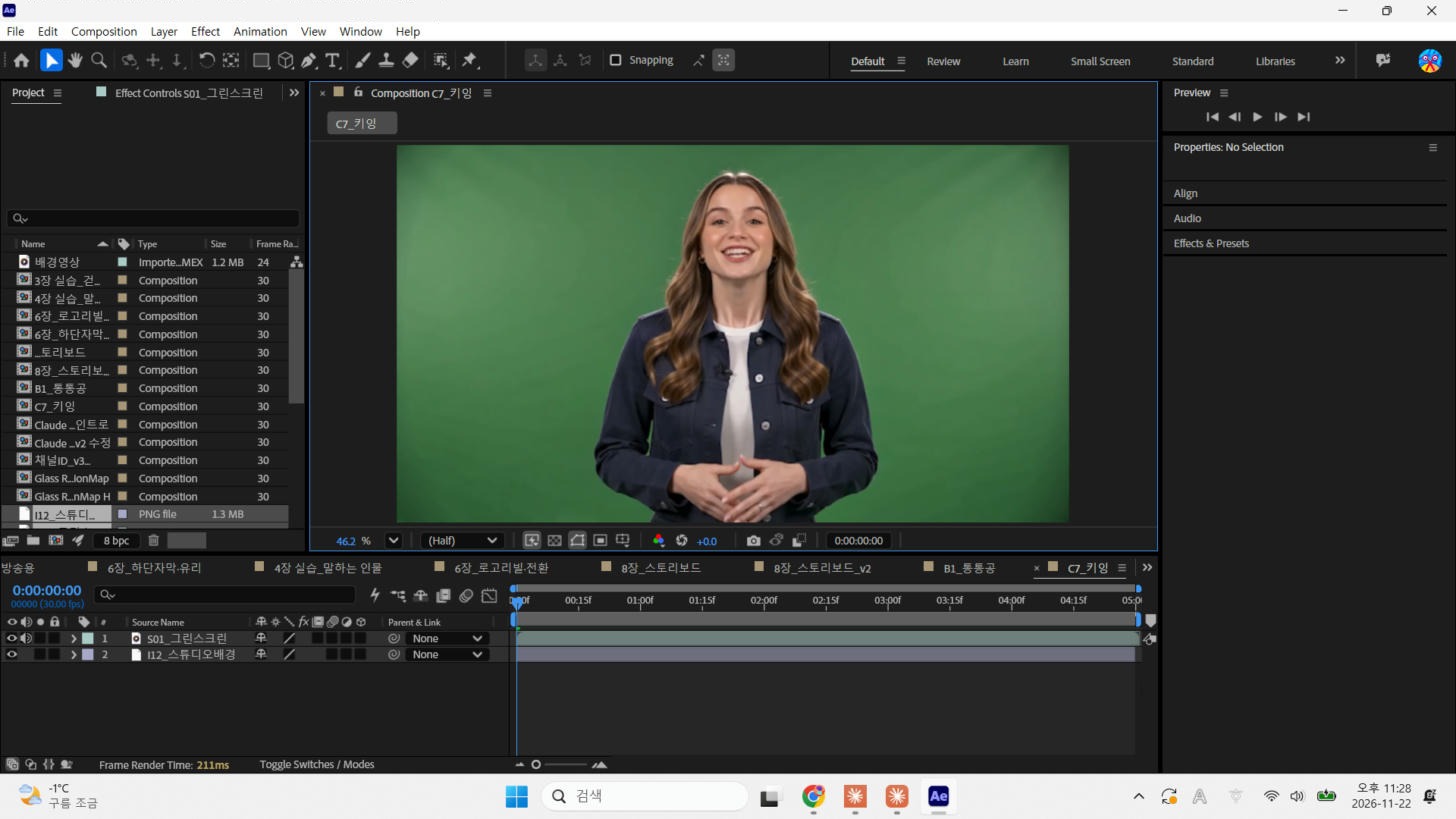 Ae
File Edit Composition Layer Effect Animation View Window Help
Snapping Default Review Learn Small Screen Standard Libraries
Project Effect Controls S01_그린스크린
Composition C7_키잉
C7_키잉
Preview
Properties: No Selection
Align
Audio
Effects & Presets
Name Type Size Frame Ra...
배경영상 Importe...MEX 1.2 MB 24
3장 실습_건... Composition 30
4장 실습_말... Composition 30
6장_로고리빌... Composition 30
6장_하단자막... Composition 30
_토리보드 Composition 30
8장_스토리보... Composition 30
B1_통통공 Composition 30
C7_키잉 Composition 30
Claude _인트로 Composition 30
Claude _v2 수정 Composition 30
채널ID_v3... Composition 30
Glass R...ionMap Composition 30
Glass R...nMap H Composition 30
I12_스튜디... PNG file 1.3 MB
8 bpc
46.2 % (Half) +0.0 0:00:00:00
방송용 6장_하단자막-유리 4장 실습_말하는 인물 6장_로고리빌.전환 8장_스토리보드 8장_스토리보드_v2 B1_통통공 C7_키잉
0:00:00:00
00000 (30.00 fps)
00:15f 01:00f 01:15f 02:00f 02:15f 03:00f 03:15f 04:00f 04:15f 05:0
# Source Name Parent & Link
1 S01_그린스크린 None
2 I12_스튜디오배경 None
Frame Render Time: 211ms Toggle Switches / Modes
-1°C
구름 조금
검색
Ae
오후 11:28
2026-11-22